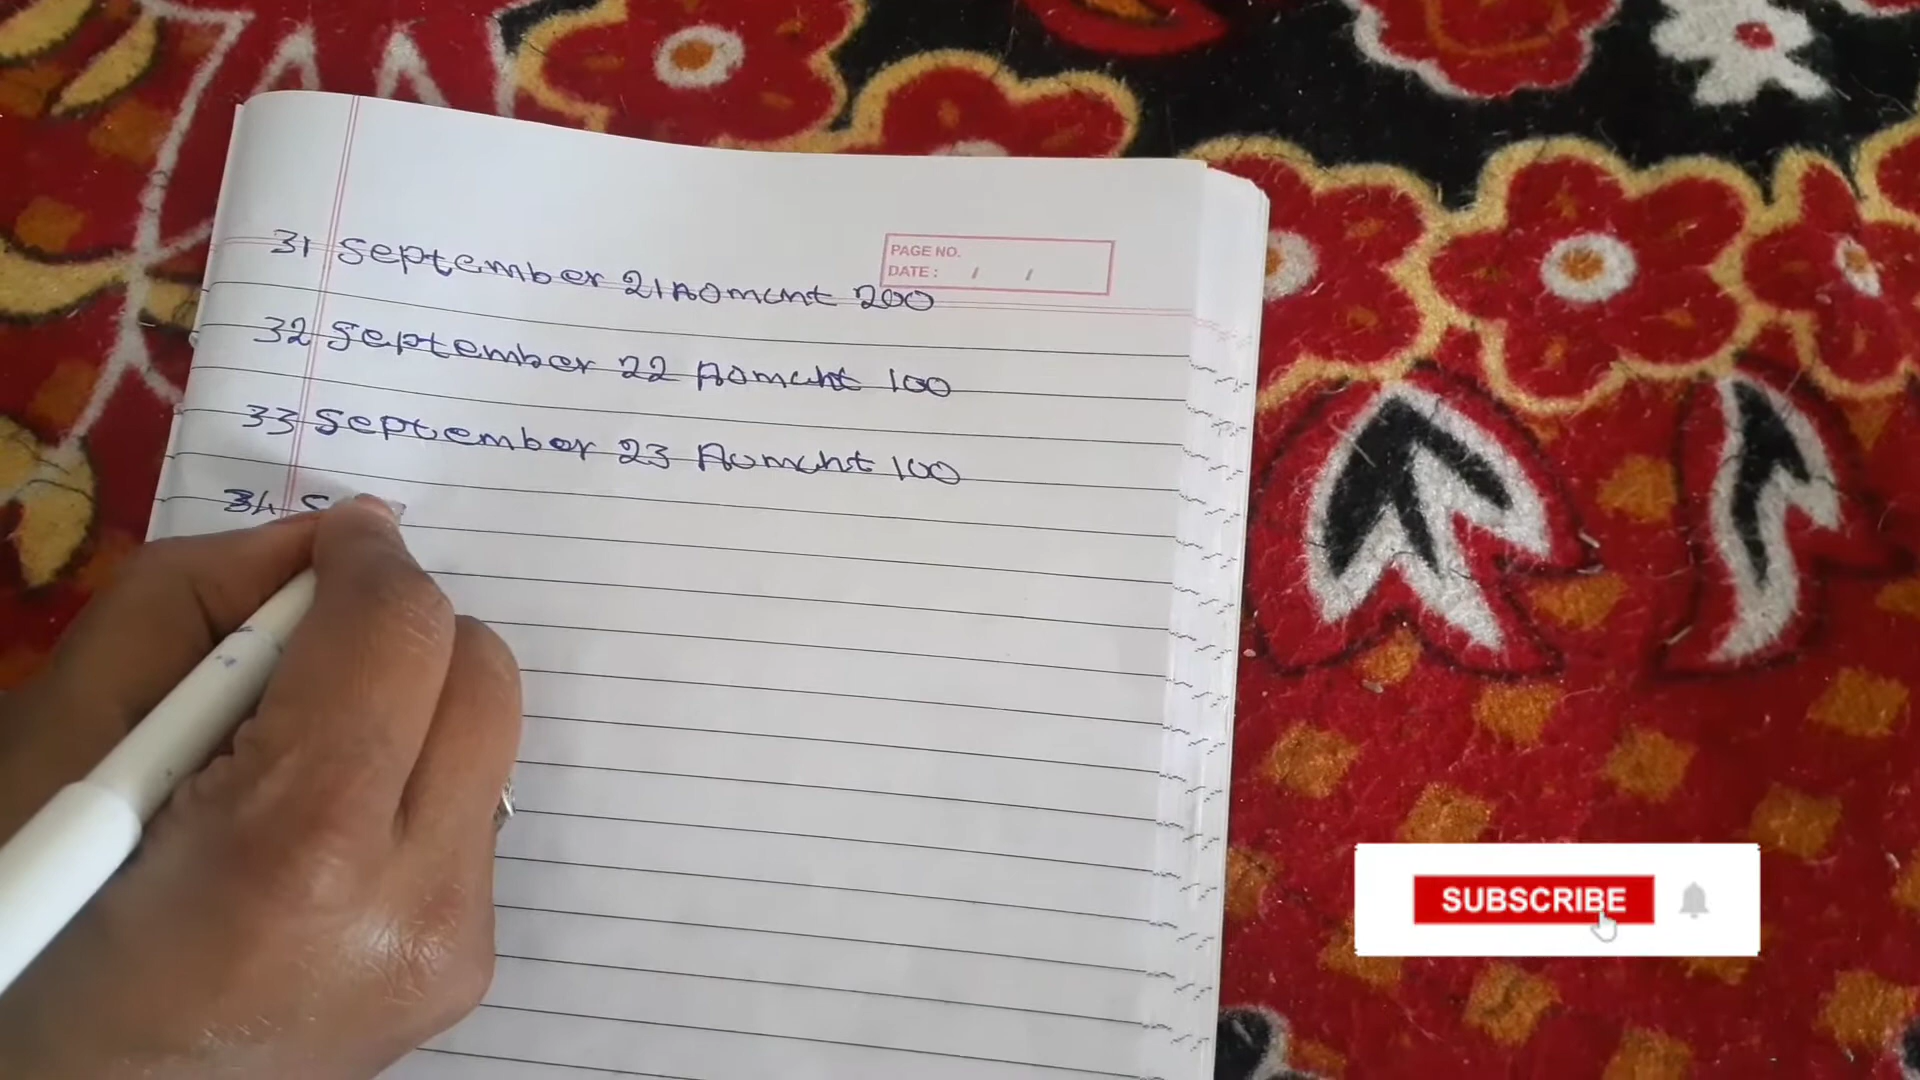 PAGE NO.
DATE : / /
31 September 21 Aomunt 200
32 September 22 Aomunt 100
33 September 23 Aomunt 100
34 S
SUBSCRIBE